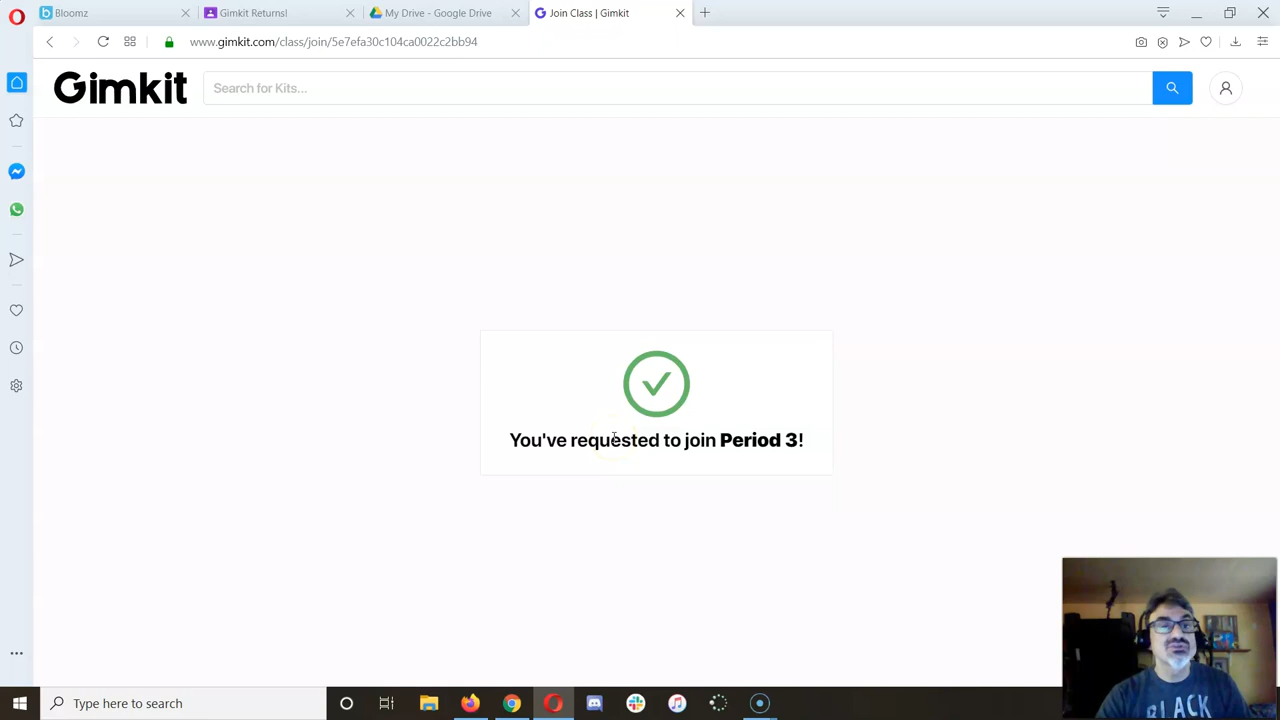 Bloomz
Gimkit Returns!
My Drive - Google Drive
Join Class | Gimkit
www.gimkit.com/class/join/5e7efa30c104ca0022c2bb94
Gimkit
Search for Kits...
You've requested to join Period 3!
BLACK
Type here to search